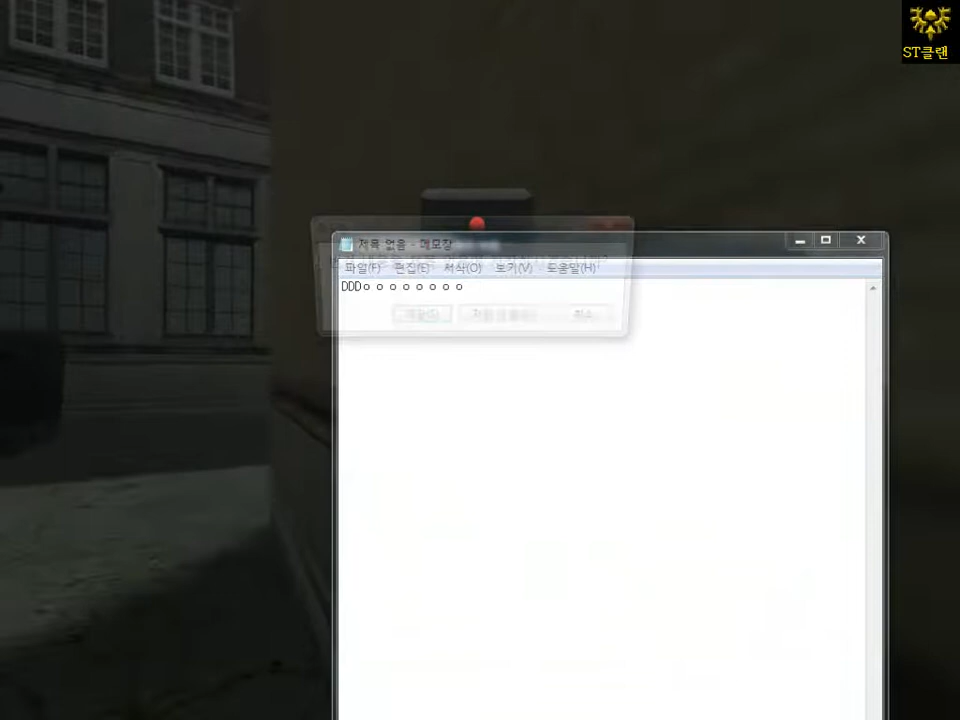 ST클랜
제목 없음 - 메모장
파일(F) 편집(E) 서식(O) 보기(V) 도움말(H)
DDDㅇㅇㅇㅇㅇㅇㅇㅇ
취소